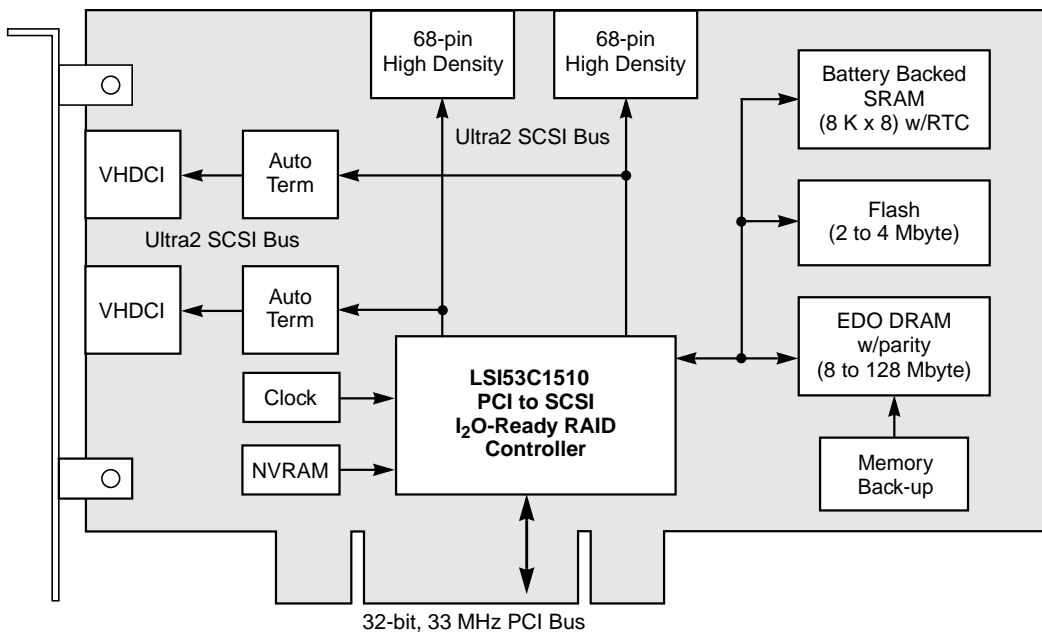 68-pin
High Density
68-pin
High Density
Battery Backed
SRAM
(8 K x 8) w/RTC
Ultra2 SCSI Bus
VHDCI
Auto
Term
Flash
(2 to 4 Mbyte)
Ultra2 SCSI Bus
VHDCI
Auto
Term
EDO DRAM
w/parity
(8 to 128 Mbyte)
LSI53C1510
PCI to SCSI
I2O-Ready RAID
Controller
Clock
NVRAM
Memory
Back-up
32-bit, 33 MHz PCI Bus